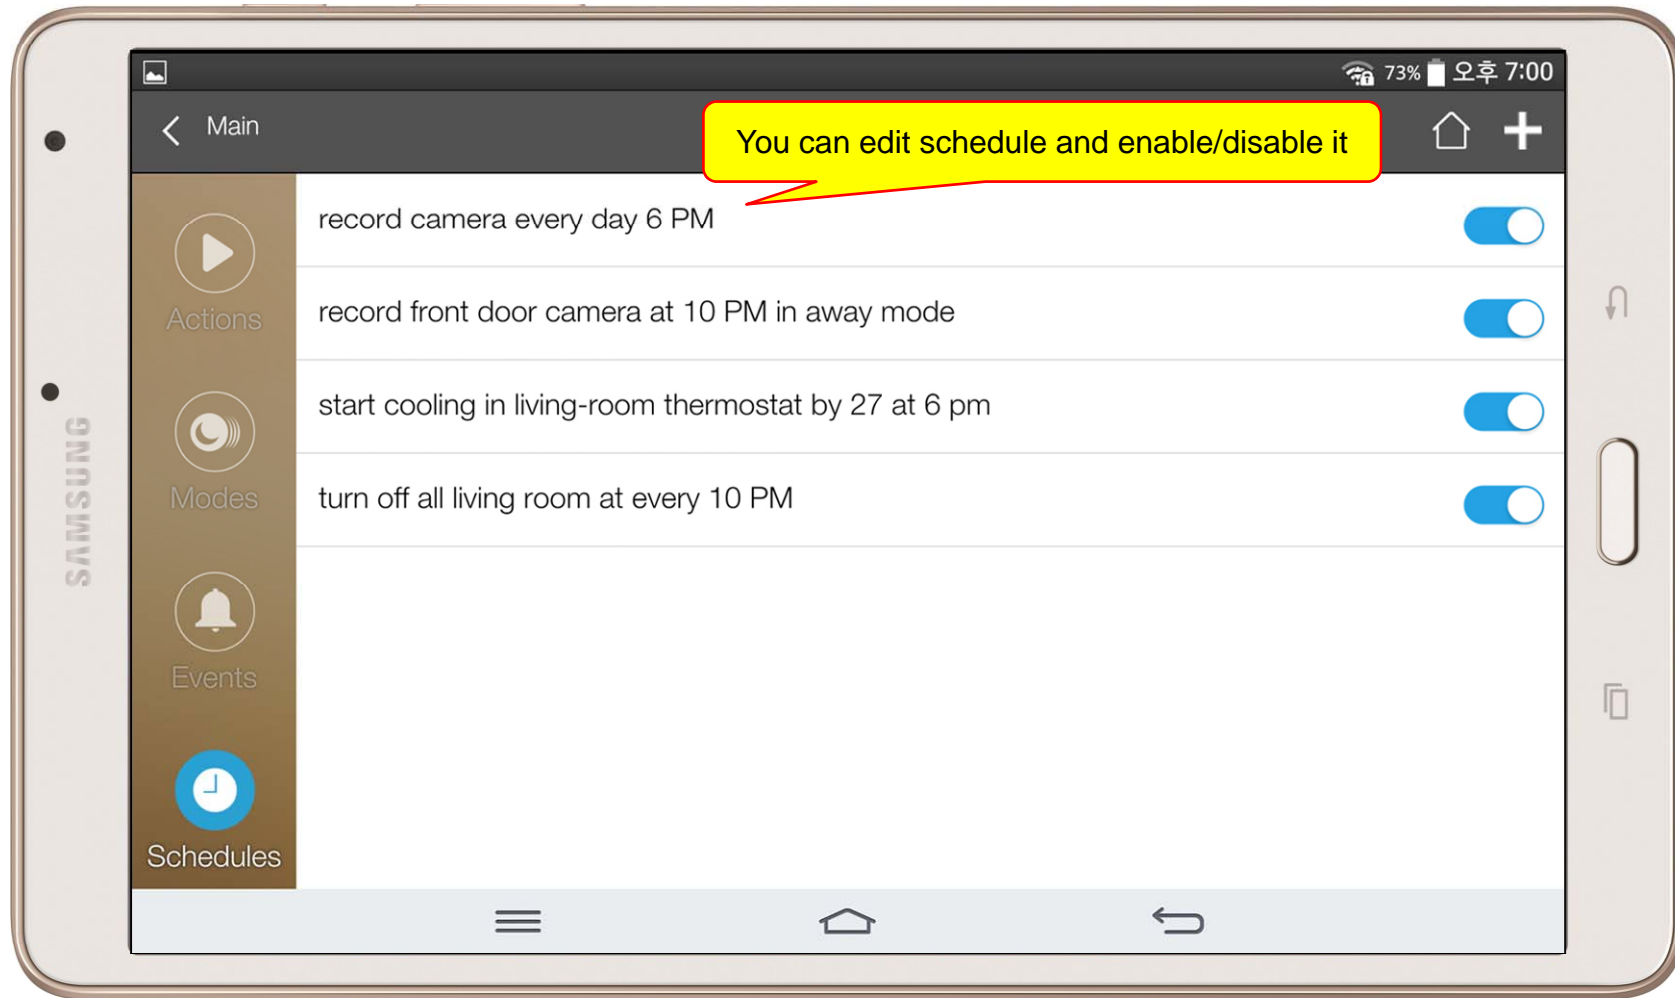 73% 오후 7:00
Main
You can edit schedule and enable/disable it
record camera every day 6 PM
Actions
record front door camera at 10 PM in away mode
start cooling in living-room thermostat by 27 at 6 pm
Modes
turn off all living room at every 10 PM
Events
Schedules
SAMSUNG